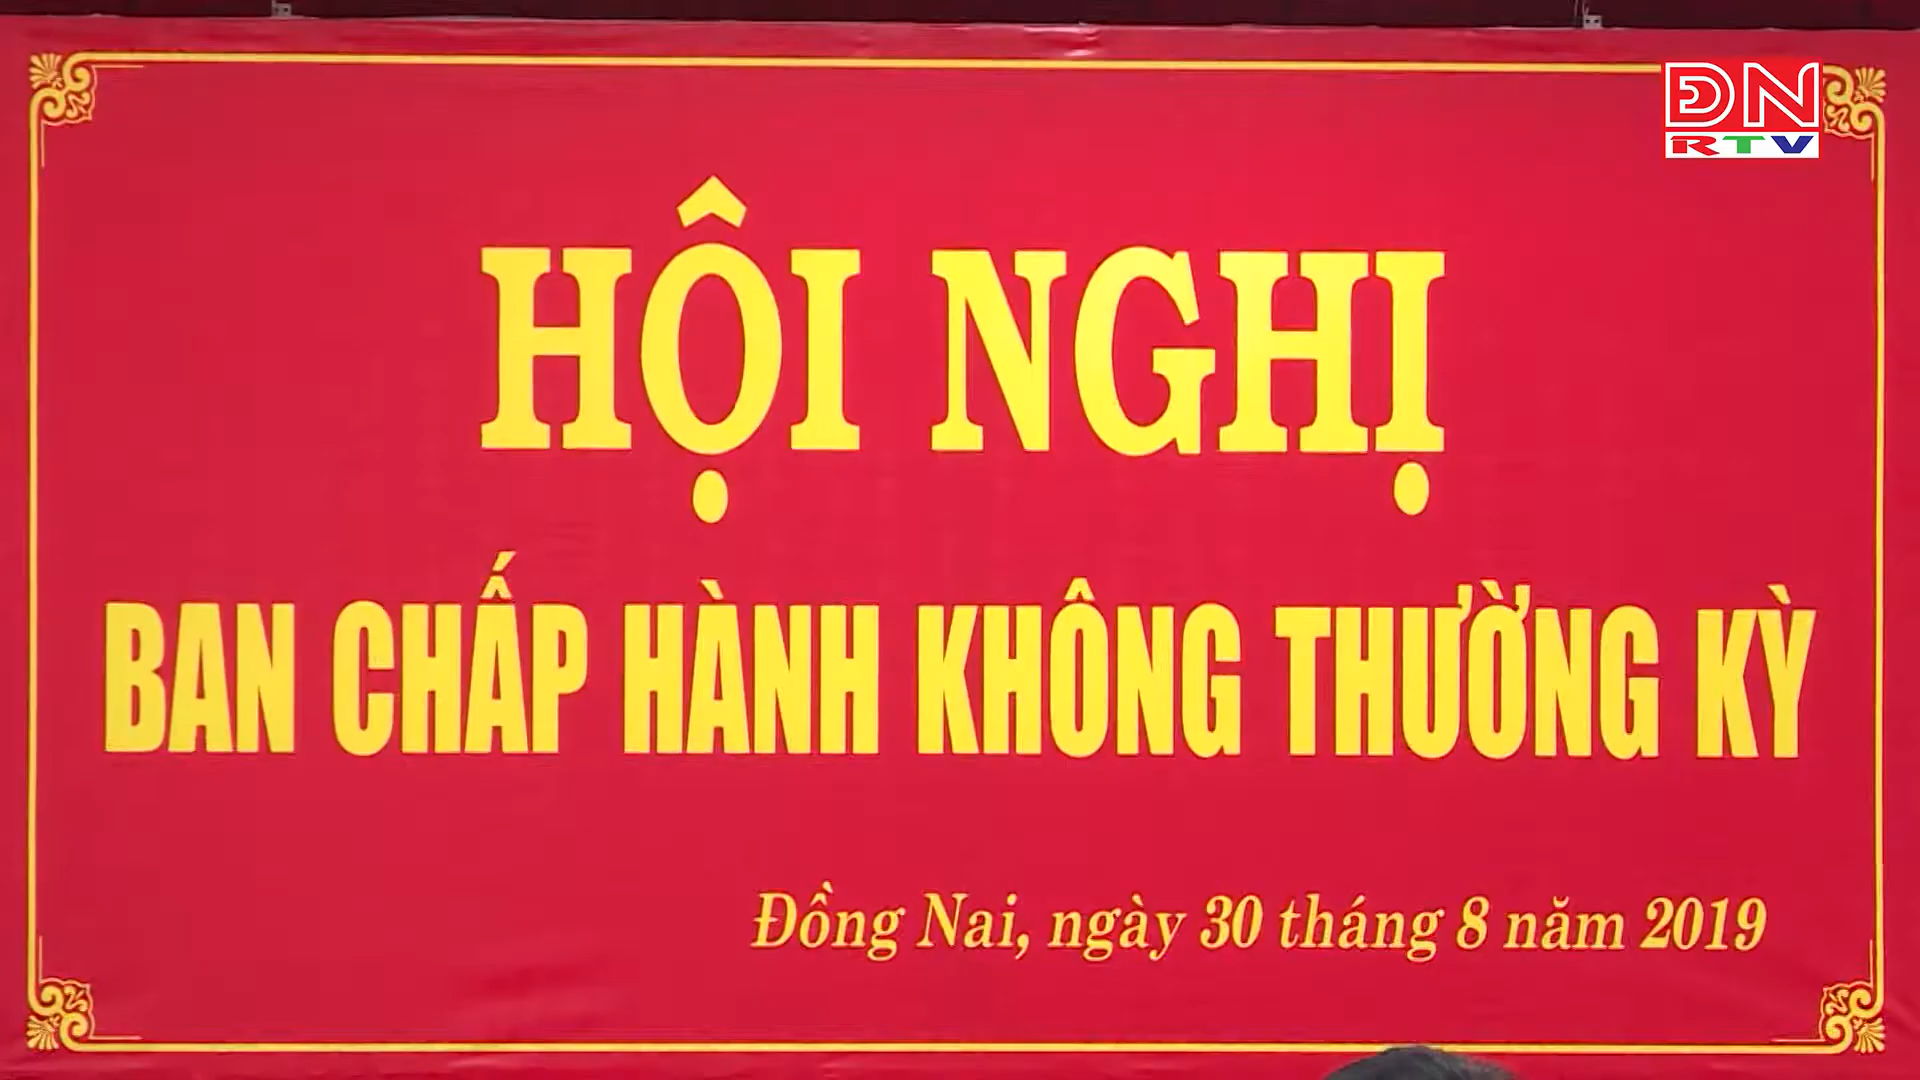 ĐN
RTV
HỘI NGHỊ
BAN CHẤP HÀNH KHÔNG THƯỜNG KỲ
Đồng Nai, ngày 30 tháng 8 năm 2019